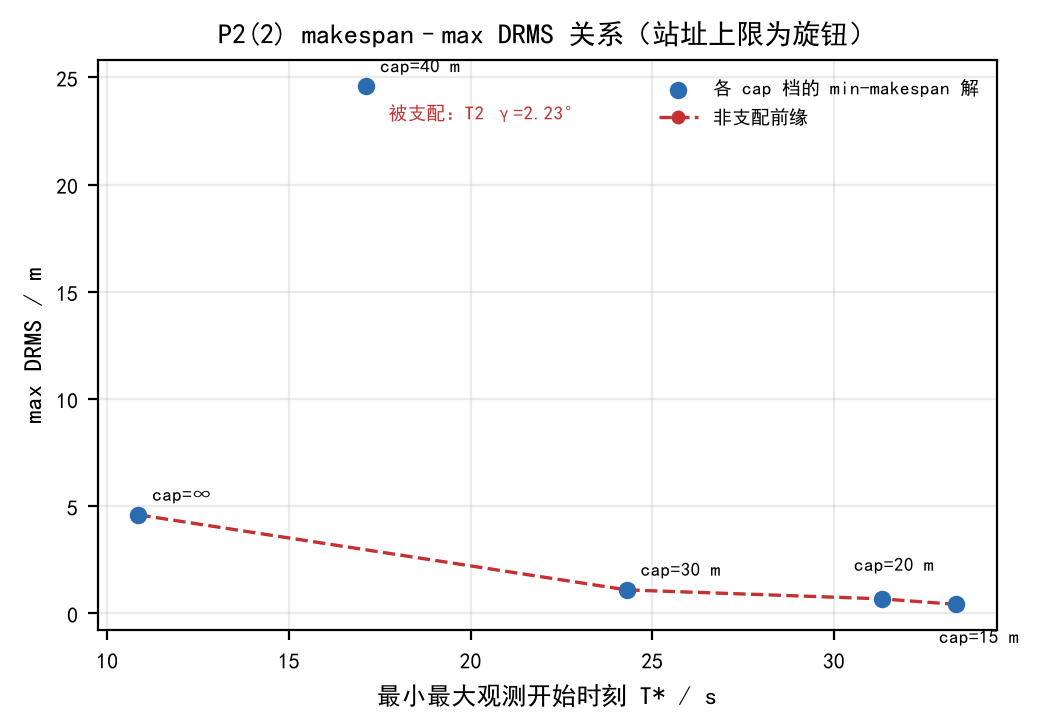 P2(2) makespan–max DRMS 关系（站址上限为旋钮）
cap=40 m
被支配：T2 γ=2.23°
各 cap 档的 min-makespan 解
非支配前缘
25
20
15
10
5
0
max DRMS / m
cap=∞
cap=30 m
cap=20 m
cap=15 m
10
15
20
25
30
最小最大观测开始时刻 T* / s